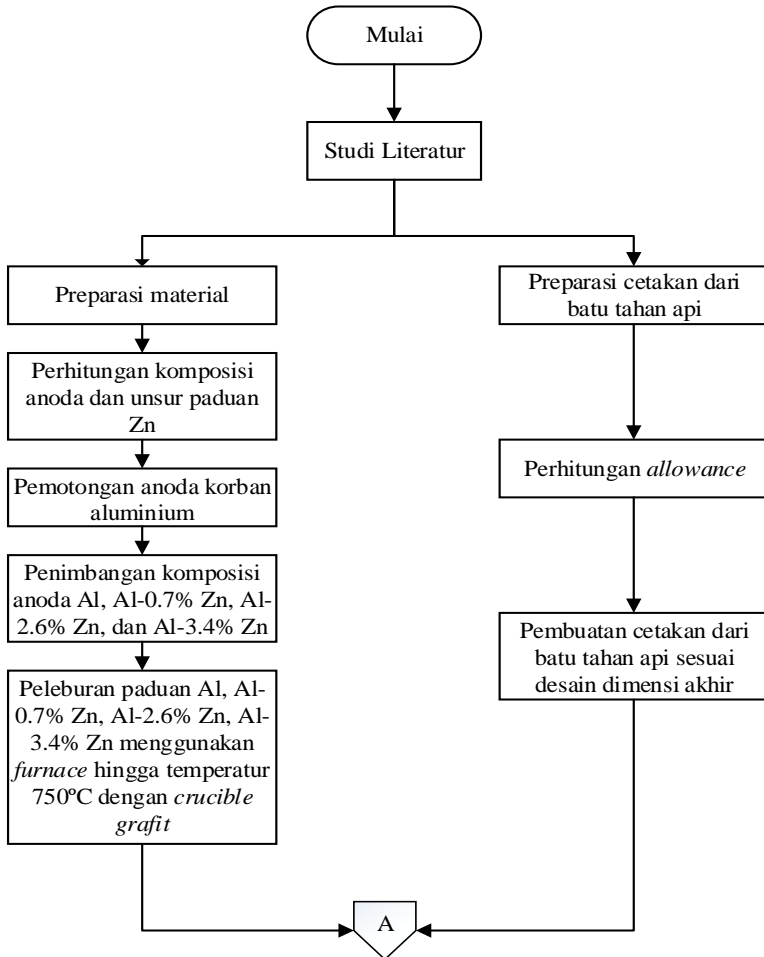 Mulai
Studi Literatur
Preparasi material
Perhitungan komposisi
anoda dan unsur paduan
Zn
Pemotongan anoda korban
aluminium
Penimbangan komposisi
anoda Al, Al-0.7% Zn, Al-
2.6% Zn, dan Al-3.4% Zn
Peleburan paduan Al, Al-
0.7% Zn, Al-2.6% Zn, Al-
3.4% Zn menggunakan
furnace hingga temperatur
750ºC dengan crucible
grafit
Preparasi cetakan dari
batu tahan api
Perhitungan allowance
Pembuatan cetakan dari
batu tahan api sesuai
desain dimensi akhir
A